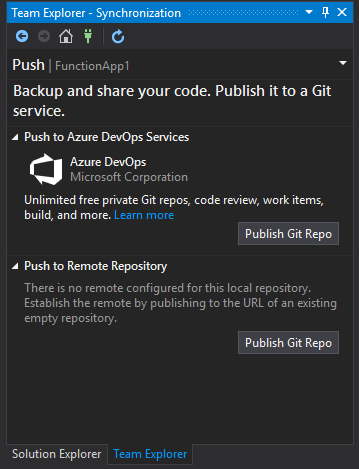 Team Explorer - Synchronization
Push | FunctionApp1
Backup and share your code. Publish it to a Git
service.
Push to Azure DevOps Services
Azure DevOps
Microsoft Corporation
Unlimited free private Git repos, code review, work items,
build, and more. Learn more
Publish Git Repo
Push to Remote Repository
There is no remote configured for this local repository.
Establish the remote by publishing to the URL of an existing
empty repository.
Publish Git Repo
Solution Explorer Team Explorer